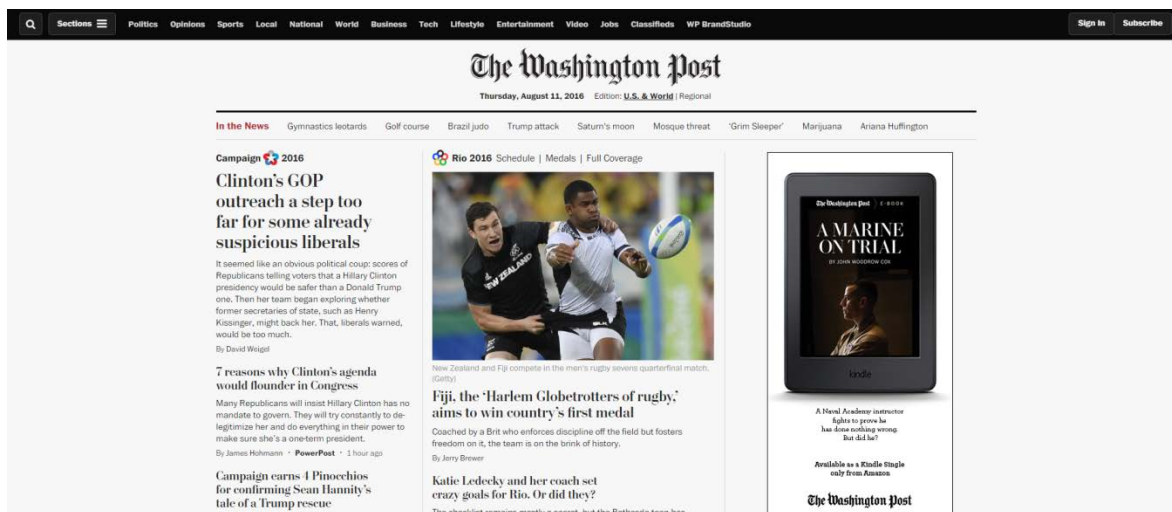 Sections
Politics Opinions Sports Local National World Business Tech Lifestyle Entertainment Video Jobs Classifieds WP BrandStudio
Sign In Subscribe
The Washington Post
Thursday, August 11, 2016 Edition: U.S. & World | Regional
In the News Gymnastics leotards Golf course Brazil judo Trump attack Saturn's moon Mosque threat 'Grim Sleeper' Marijuana Ariana Huffington
Campaign 2016
Clinton's GOP
outreach a step too
far for some already
suspicious liberals
It seemed like an obvious political coup: scores of
Republicans telling voters that a Hillary Clinton
presidency would be safer than a Donald Trump
one. Then her team began exploring whether
former secretaries of state, such as Henry
Kissinger, might back her. That, liberals warned,
would be too much.
By David Weigel
7 reasons why Clinton's agenda
would flounder in Congress
Many Republicans will insist Hillary Clinton has no
mandate to govern. They will try constantly to de-
legitimize her and do everything in their power to
make sure she's a one-term president.
By James Hohmann • PowerPost • 1 hour ago
Campaign earns 4 Pinocchios
for confirming Sean Hannity's
tale of a Trump rescue
Rio 2016 Schedule | Medals | Full Coverage
NEW ZEALAND
New Zealand and Fiji compete in the men's rugby sevens quarterfinal match.
(Getty)
Fiji, the 'Harlem Globetrotters of rugby,'
aims to win country's first medal
Coached by a Brit who enforces discipline off the field but fosters
freedom on it, the team is on the brink of history.
By Jerry Brewer
Katie Ledecky and her coach set
crazy goals for Rio. Or did they?
The Washington Post E-BOOK
A MARINE
ON TRIAL
BY JOHN WOODROW COX
kindle
A Naval Academy instructor
fights to prove he
has done nothing wrong.
But did he?
Available as a Kindle Single
only from Amazon
The Washington Post